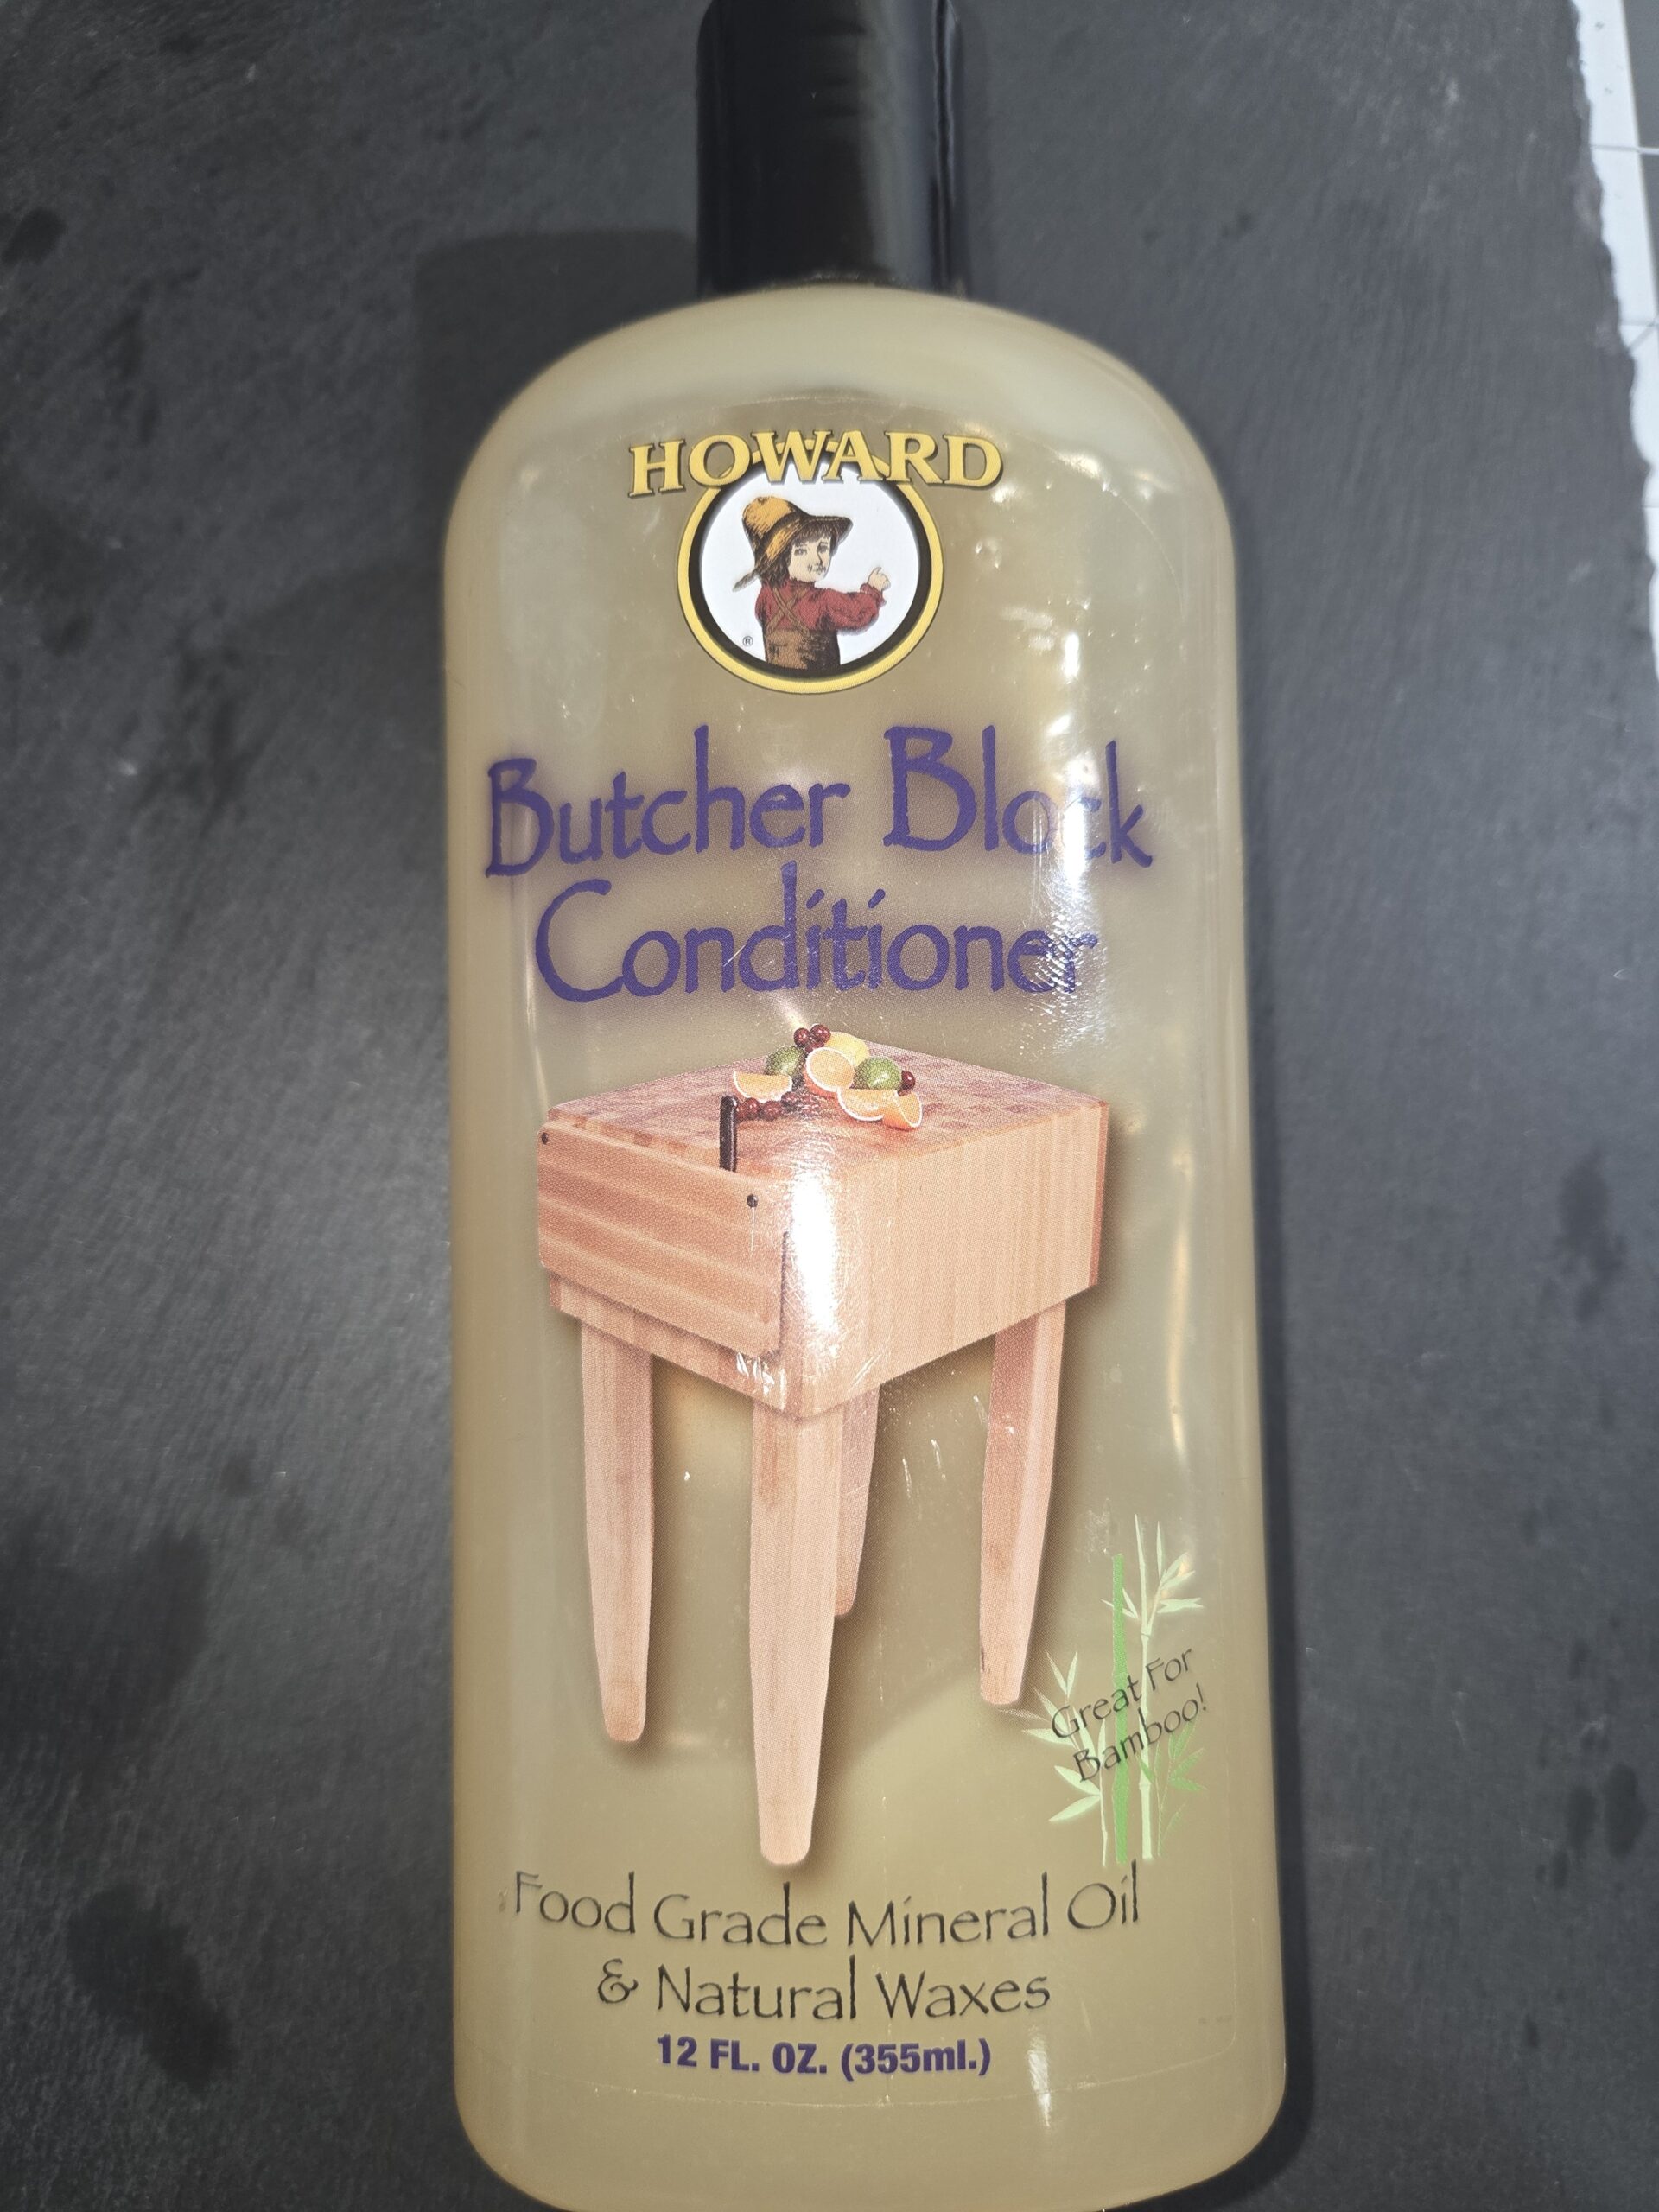 HOWARD
®
Butcher Block
Conditioner
Great For
Bamboo!
Food Grade Mineral Oil
& Natural Waxes
12 FL. OZ. (355ml.)